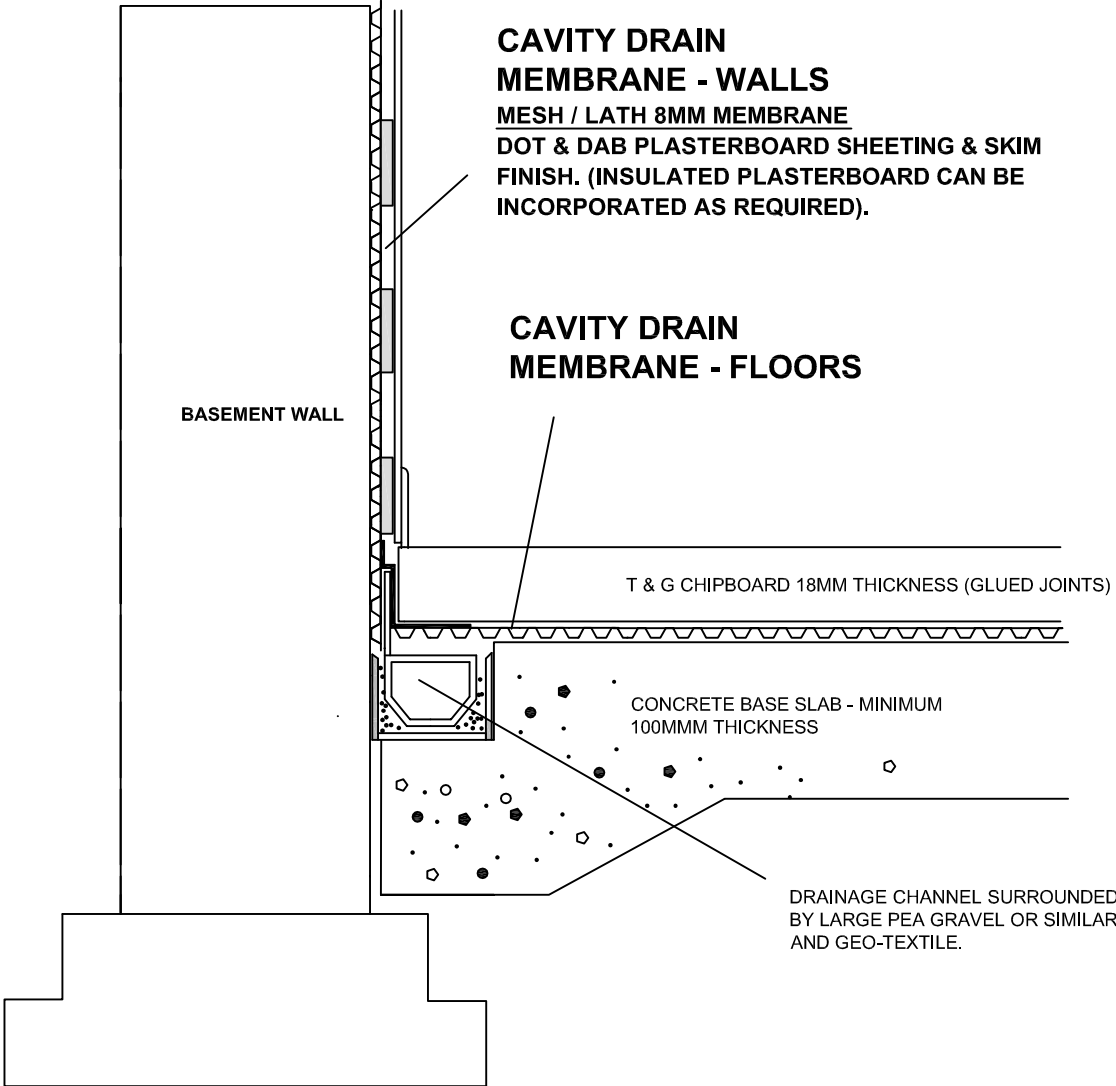 CAVITY DRAIN
MEMBRANE - WALLS
MESH / LATH 8MM MEMBRANE
DOT & DAB PLASTERBOARD SHEETING & SKIM
FINISH. (INSULATED PLASTERBOARD CAN BE
INCORPORATED AS REQUIRED).
CAVITY DRAIN
MEMBRANE - FLOORS
BASEMENT WALL
T & G CHIPBOARD 18MM THICKNESS (GLUED JOINTS)
CONCRETE BASE SLAB - MINIMUM
100MMM THICKNESS
DRAINAGE CHANNEL SURROUNDED
BY LARGE PEA GRAVEL OR SIMILAR
AND GEO-TEXTILE.